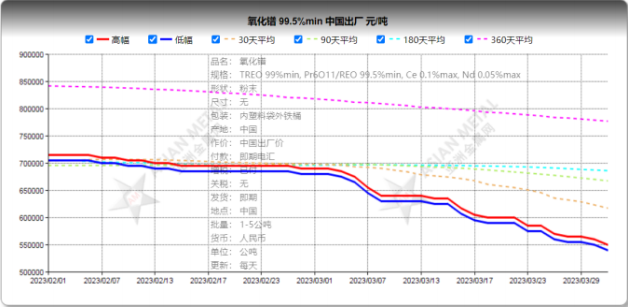 氧化镨 99.5%min 中国出厂 元/吨
高幅 低幅 30天平均 90天平均 180天平均 360天平均
900000
850000
800000
750000
700000
650000
600000
550000
500000
品名： 氧化镨
规格： TREO 99%min, Pr6O11/REO 99.5%min, Ce 0.1%max, Nd 0.05%max
形状： 粉末
尺寸： 无
包装： 内塑料袋外铁桶
产地： 中国
作价： 中国出厂价
付款： 即期电汇
关税： 无
发货： 即期
地点： 中国
批量： 1-5公吨
货币： 人民币
单位： 公吨
更新： 每天
ASIAN METAL
亚洲金属网
2023/02/01 2023/02/07 2023/02/13 2023/02/17 2023/02/23 2023/03/01 2023/03/07 2023/03/13 2023/03/17 2023/03/23 2023/03/29